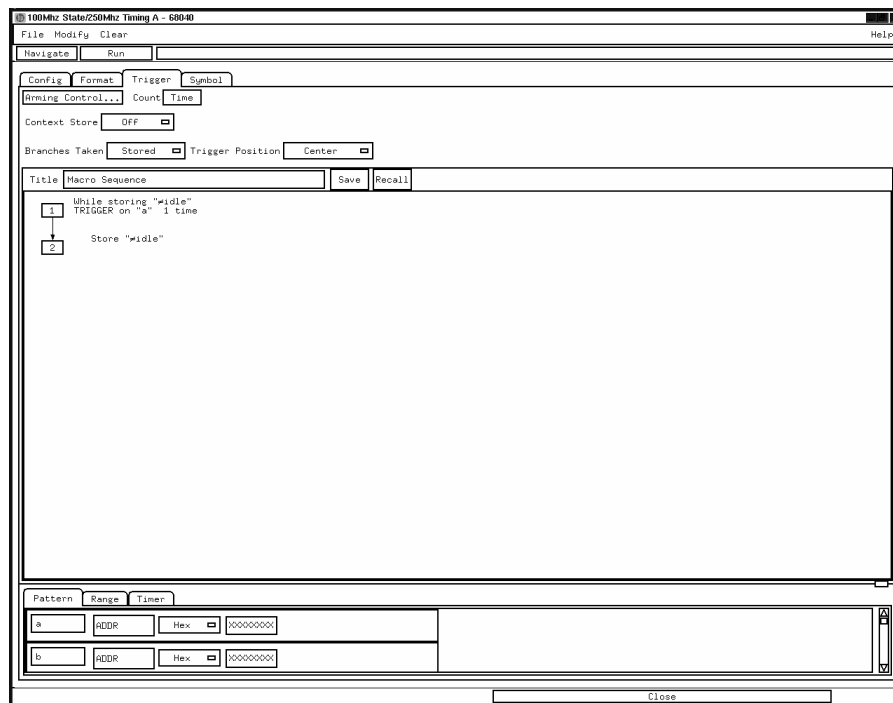 100Mhz State/250Mhz Timing A - 68040
File Modify Clear Help
Navigate Run
Config Format Trigger Symbol
Arming Control... Count Time
Context Store Off
Branches Taken Stored Trigger Position Center
Title Macro Sequence Save Recall
While storing "≠idle"
1 TRIGGER on "a" 1 time
2 Store "≠idle"
Pattern Range Timer
a ADDR Hex XXXXXXXX
b ADDR Hex XXXXXXXX
Close